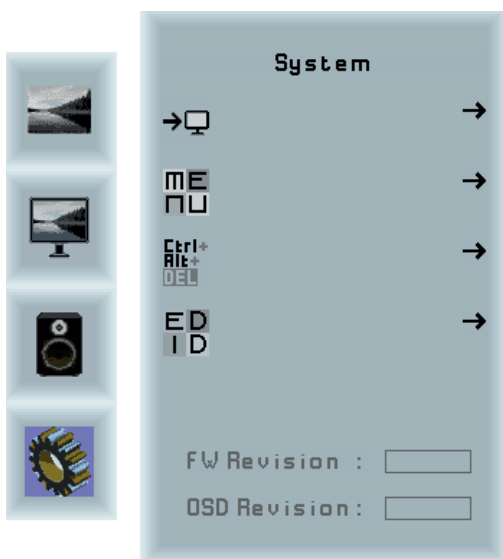 System
ME
NU
Ctrl+
Alt+
DEL
ED
ID
FW Revision :
OSD Revision :